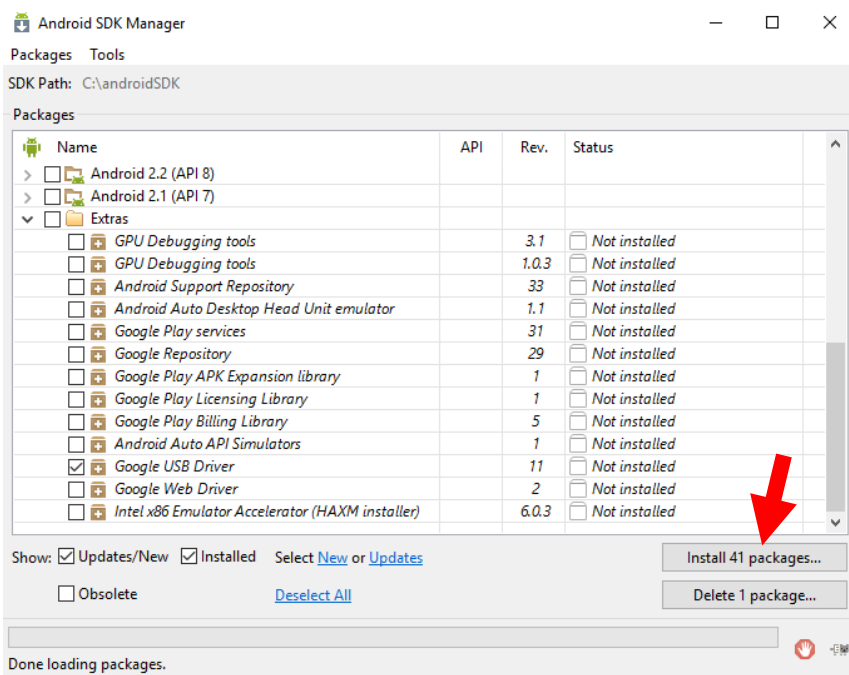 Android SDK Manager
Packages Tools
SDK Path: C:\androidSDK
Packages
Name API Rev. Status
Android 2.2 (API 8)
Android 2.1 (API 7)
Extras
GPU Debugging tools 3.1 Not installed
GPU Debugging tools 1.0.3 Not installed
Android Support Repository 33 Not installed
Android Auto Desktop Head Unit emulator 1.1 Not installed
Google Play services 31 Not installed
Google Repository 29 Not installed
Google Play APK Expansion library 1 Not installed
Google Play Licensing Library 1 Not installed
Google Play Billing Library 5 Not installed
Android Auto API Simulators 1 Not installed
Google USB Driver 11 Not installed
Google Web Driver 2 Not installed
Intel x86 Emulator Accelerator (HAXM installer) 6.0.3 Not installed
Show: Updates/New Installed Select New or Updates Install 41 packages...
Obsolete Deselect All Delete 1 package...
Done loading packages.